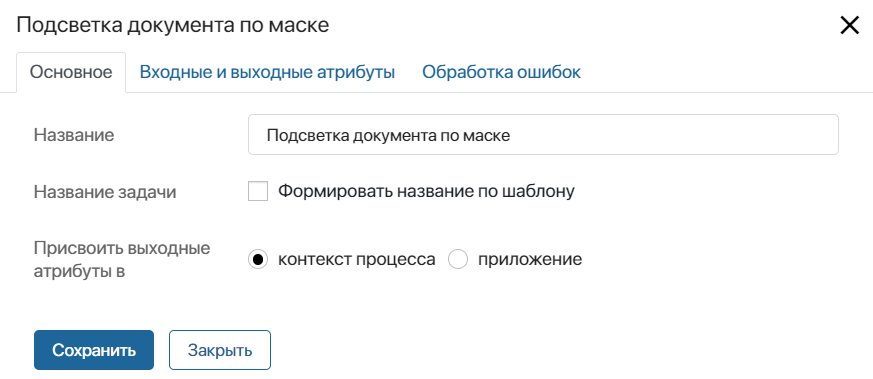 Подсветка документа по маске
Основное Входные и выходные атрибуты Обработка ошибок
Название Подсветка документа по маске
Название задачи Формировать название по шаблону
Присвоить выходные
атрибуты в контекст процесса приложение
Сохранить Закрыть